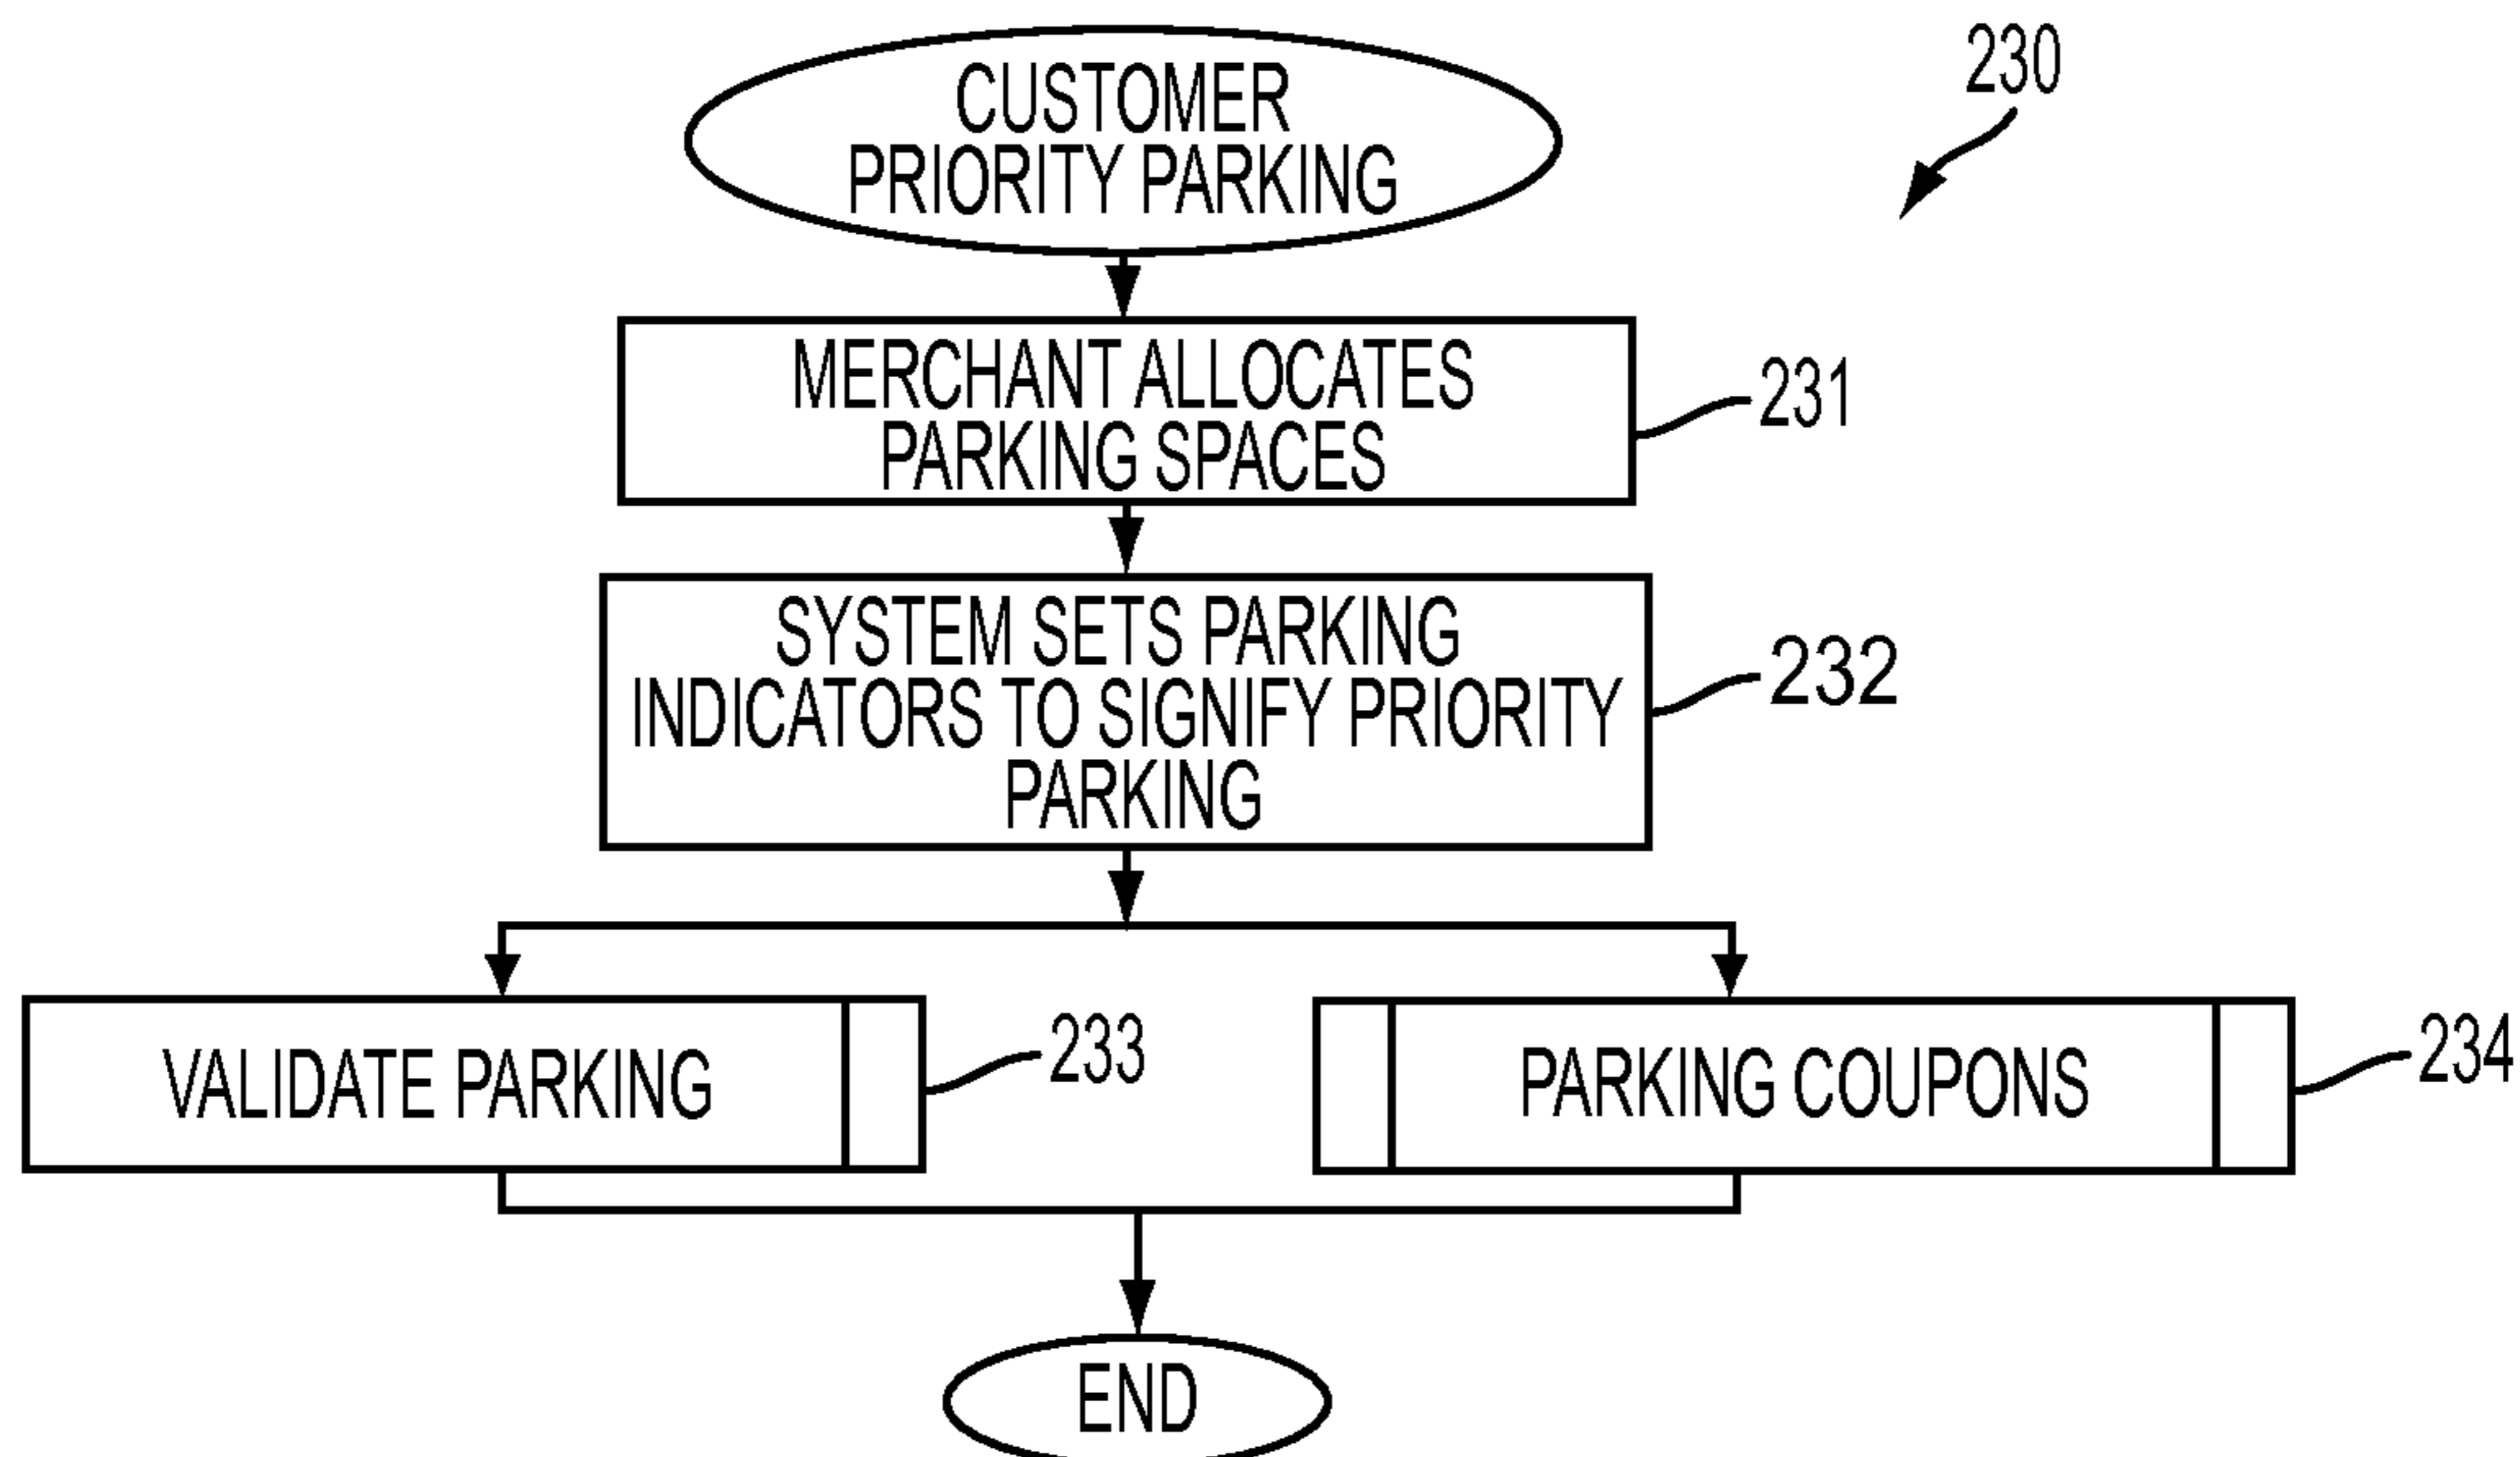 CUSTOMER
PRIORITY PARKING
230
MERCHANT ALLOCATES
PARKING SPACES
231
SYSTEM SETS PARKING
INDICATORS TO SIGNIFY PRIORITY
PARKING
232
VALIDATE PARKING
233
PARKING COUPONS
234
END